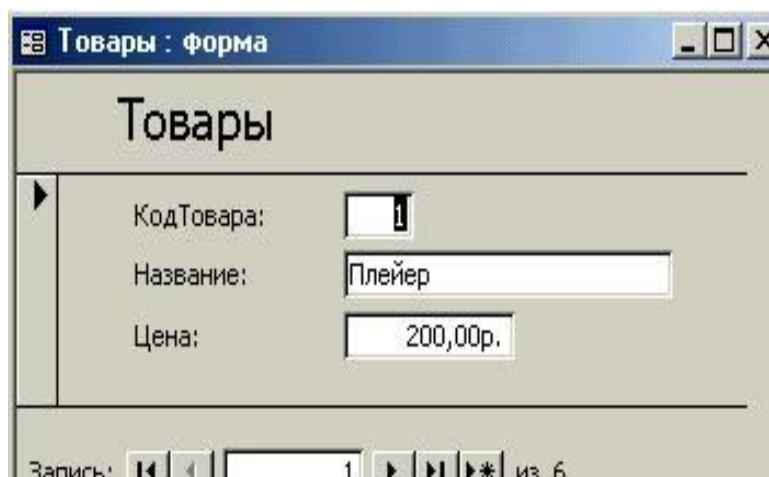 Товары : форма
Товары
КодТовара: 1
Название: Плейер
Цена: 200,00р.
Запись: 1 из 6